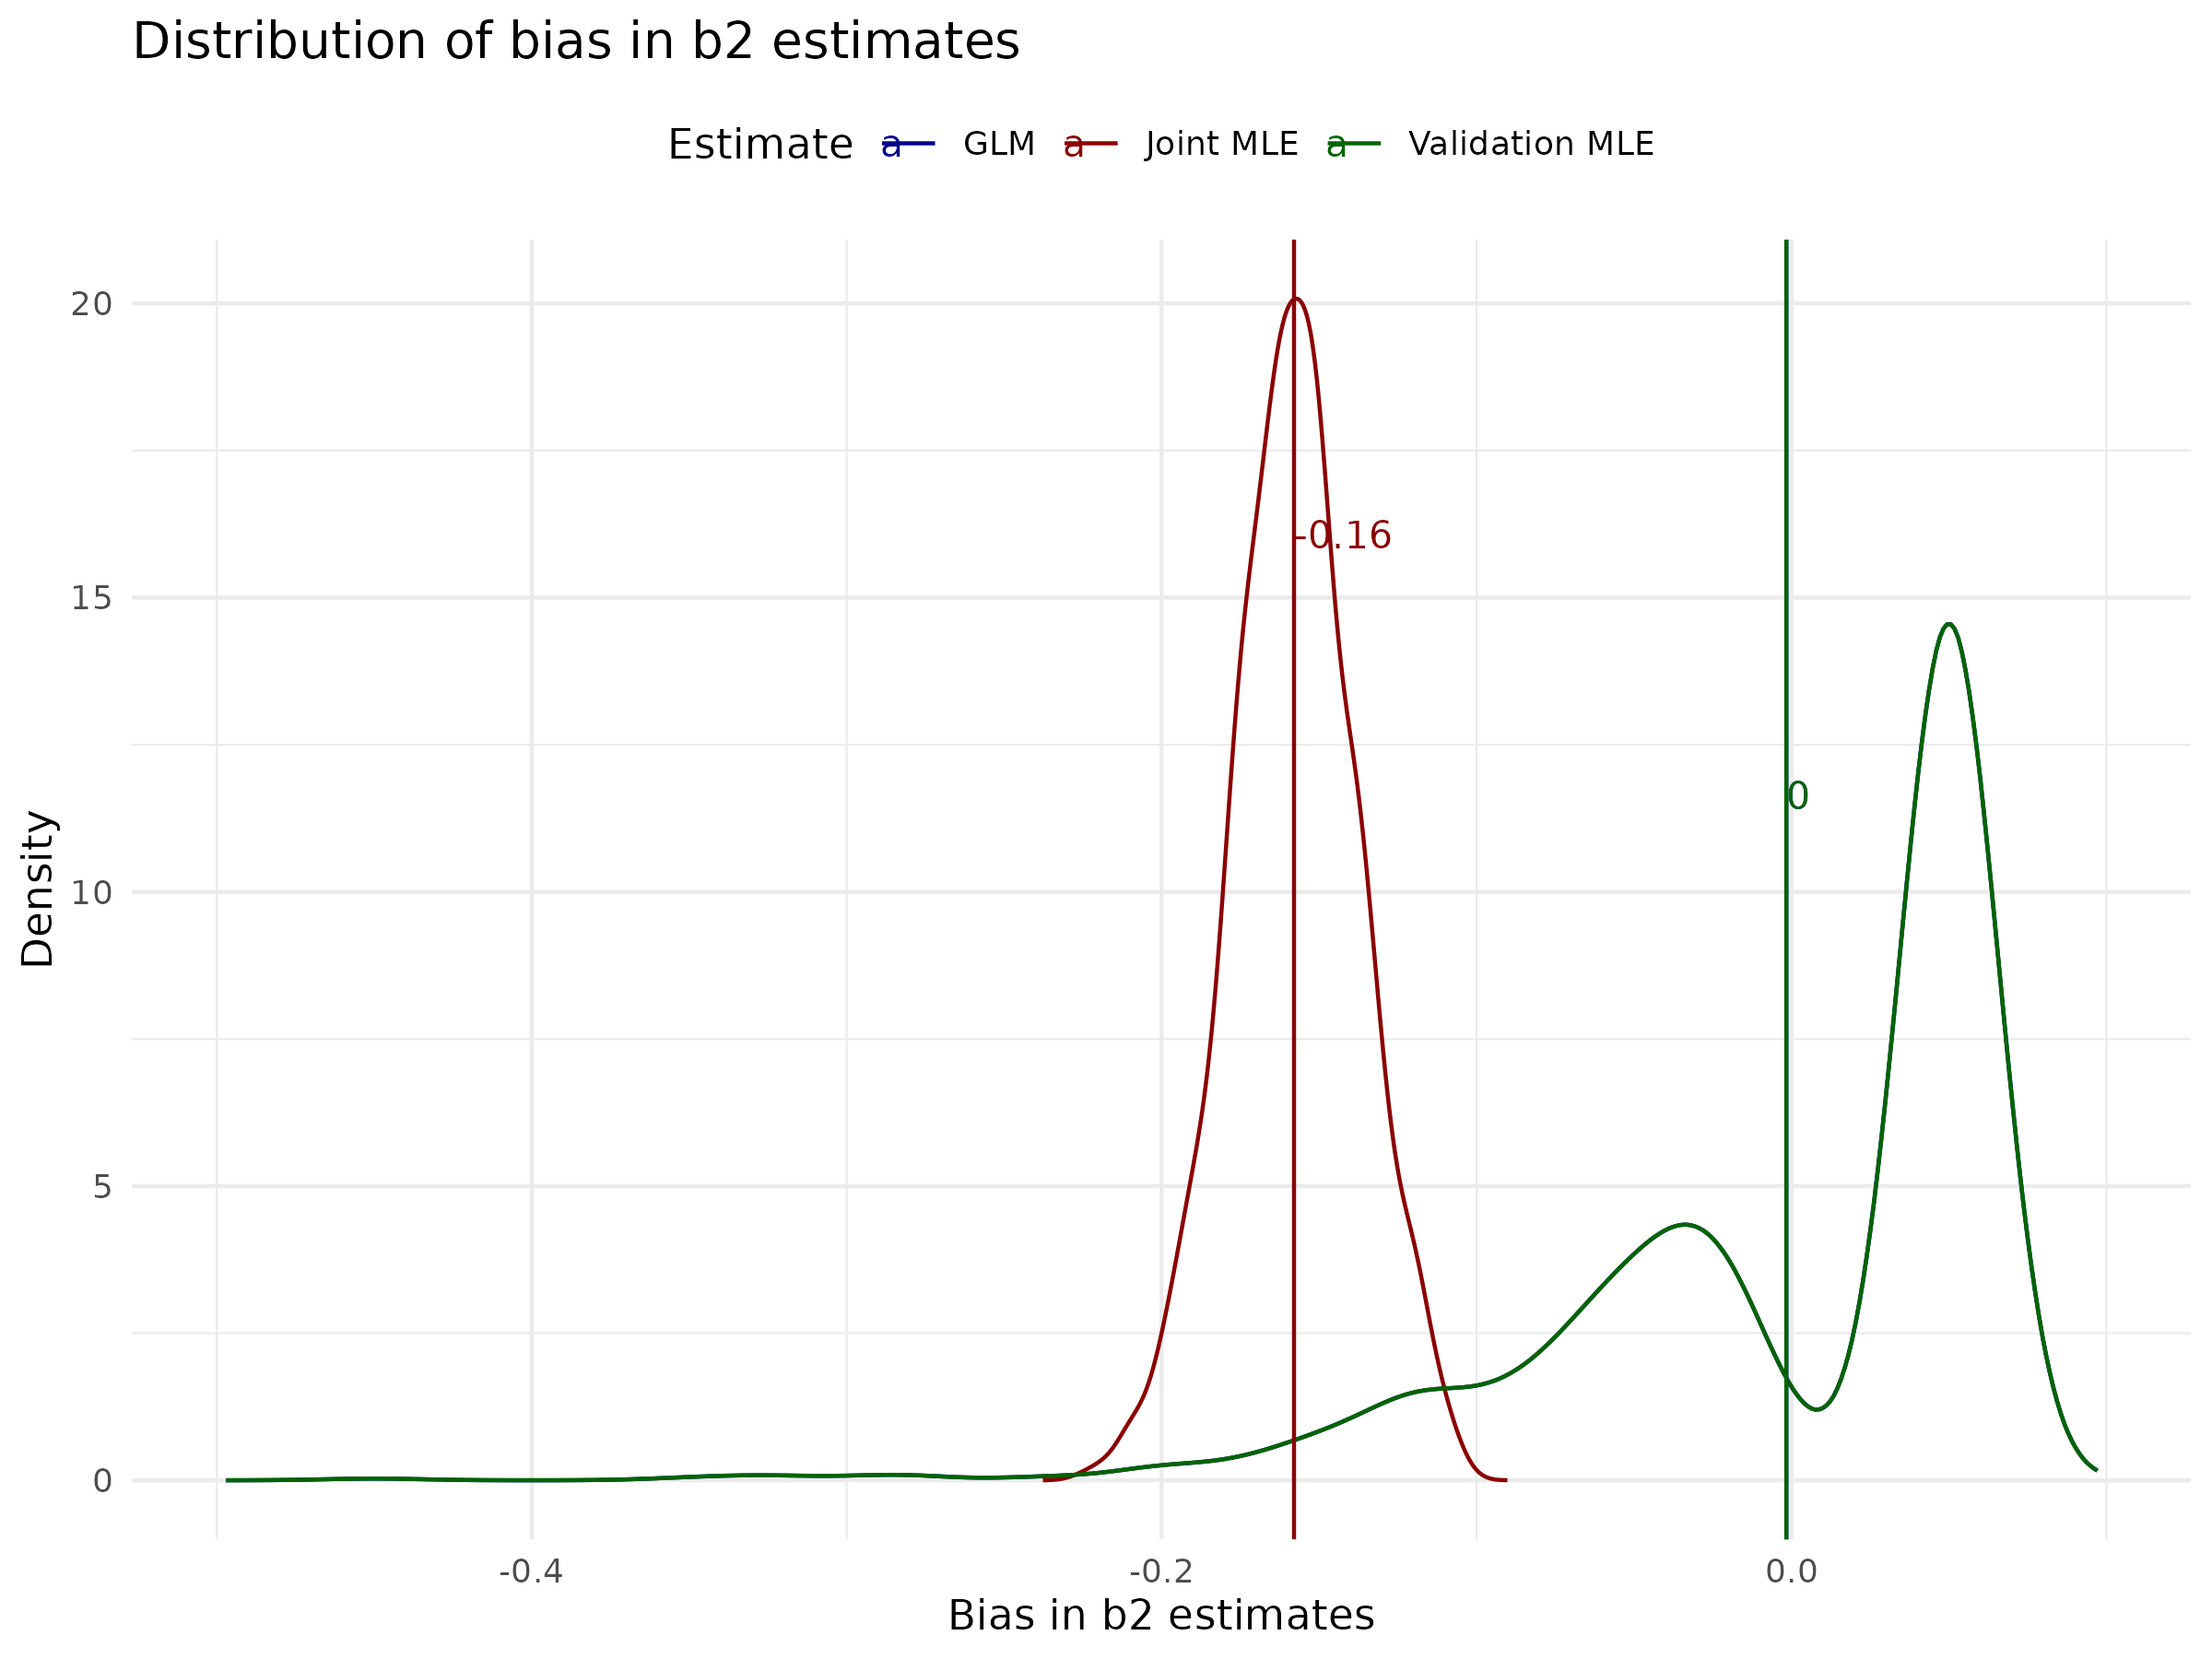 Distribution of bias in b2 estimates
Estimate a GLM a Joint MLE a Validation MLE
20
15
10
5
0
-0.16
0
Density
-0.4 -0.2 0.0
Bias in b2 estimates